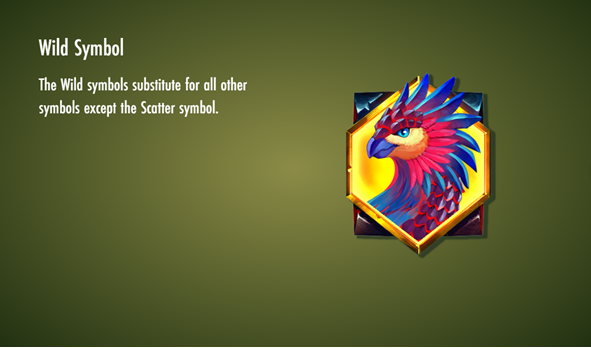 Wild Symbol
The Wild symbols substitute for all other
symbols except the Scatter symbol.